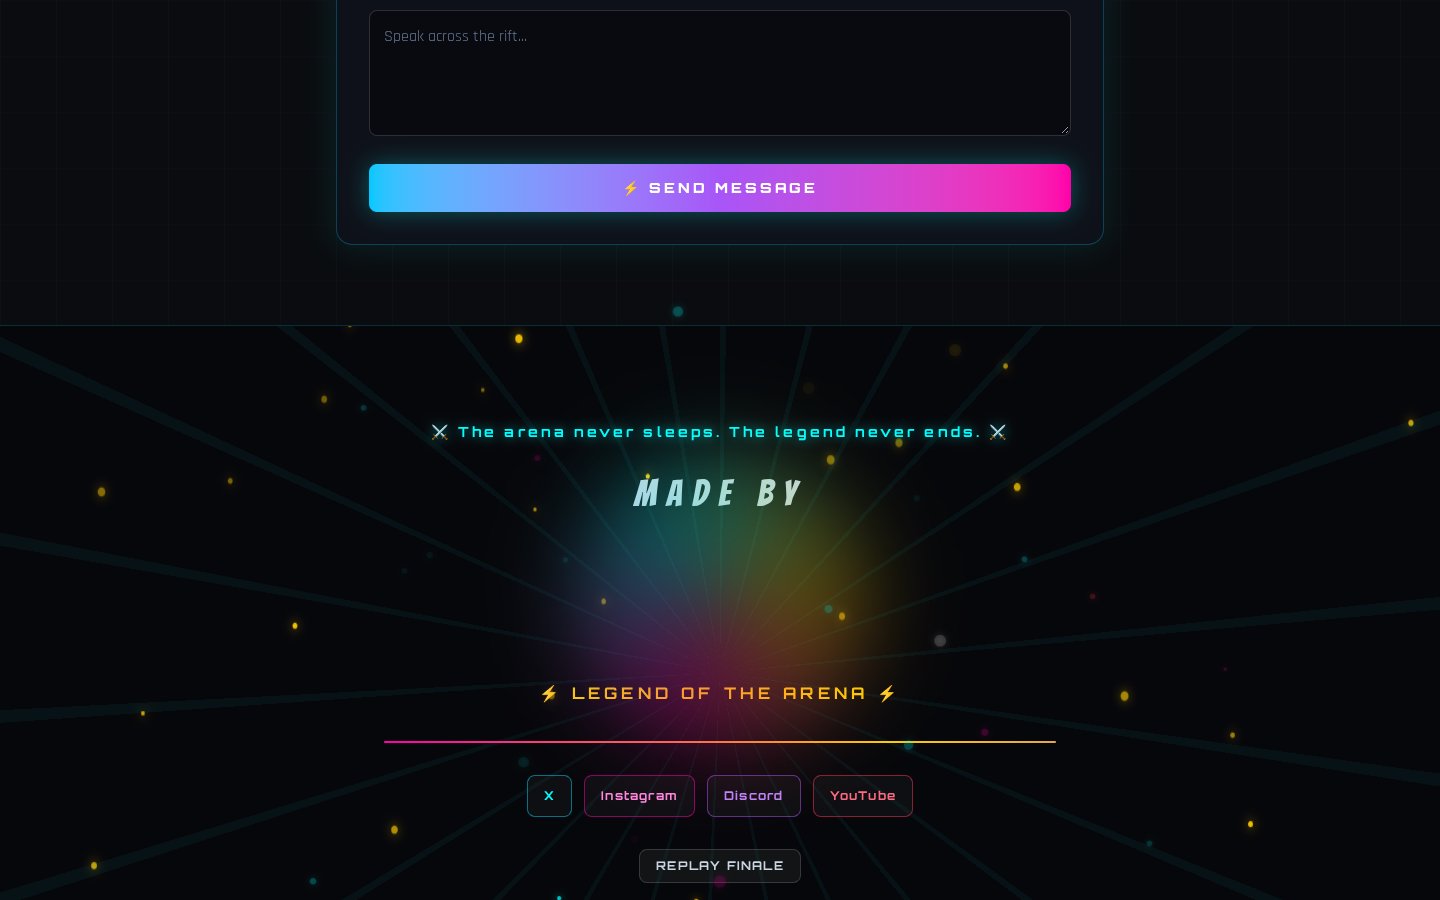 Speak across the rift...
⚡ SEND MESSAGE
⚔ The arena never sleeps. The legend never ends. ⚔
MADE BY
⚡ LEGEND OF THE ARENA ⚡
X
Instagram
Discord
YouTube
REPLAY FINALE